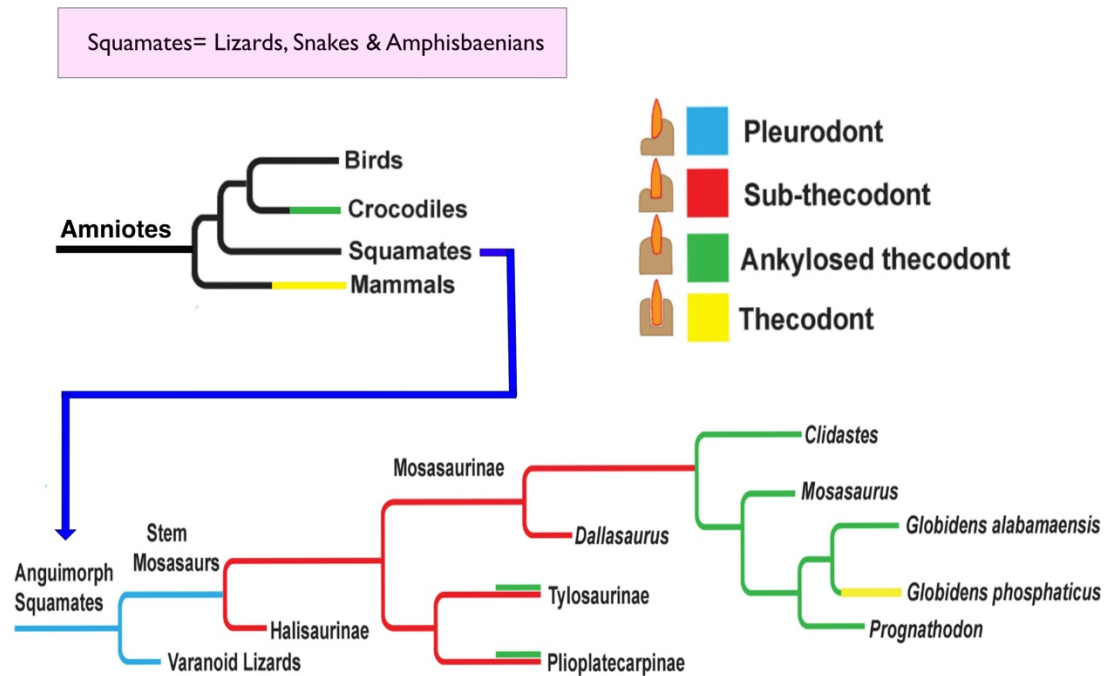 Squamates= Lizards, Snakes & Amphisbaenians
Birds
Crocodiles
Amniotes
Squamates
Mammals
Pleurodont
Sub-thecodont
Ankylosed thecodont
Thecodont
Clidastes
Mosasaurinae
Mosasaurus
Globidens alabamaensis
Dallasaurus
Stem
Mosasaurs
Anguimorph
Squamates
Tylosaurinae
Globidens phosphaticus
Halisaurinae
Prognathodon
Varanoid Lizards
Plioplatecarpinae